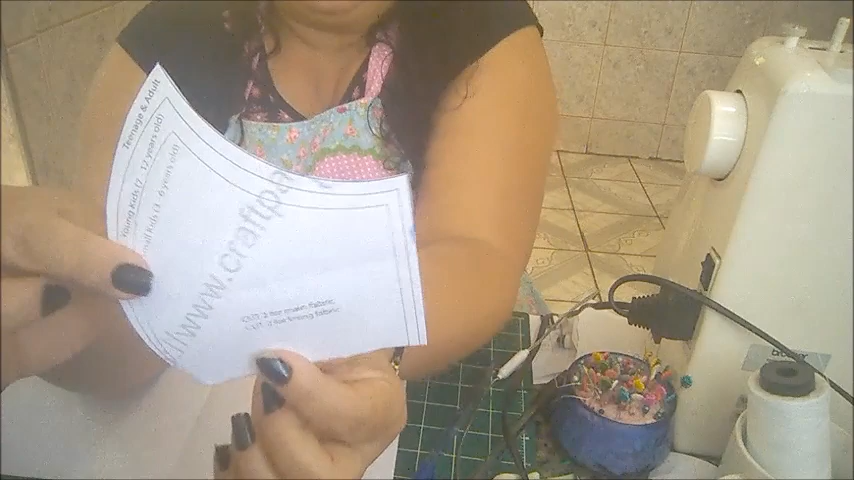 Teenage & Adult
Young Kids (7 - 12 years old)
Small Kids (3 - 6 years old)
www.craftpa
CUT 2 for main fabric
CUT 2 for lining fabric